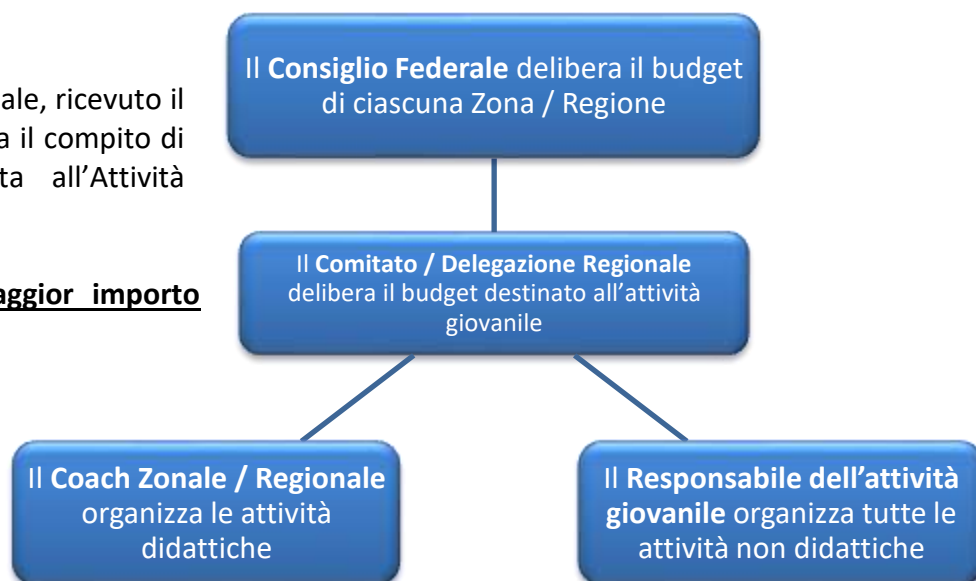 Il Consiglio Federale delibera il budget
di ciascuna Zona / Regione
ale, ricevuto il
a il compito di
ta all'Attività
aggior importo
Il Comitato / Delegazione Regionale
delibera il budget destinato all'attività
giovanile
Il Coach Zonale / Regionale
organizza le attività
didattiche
Il Responsabile dell'attività
giovanile organizza tutte le
attività non didattiche